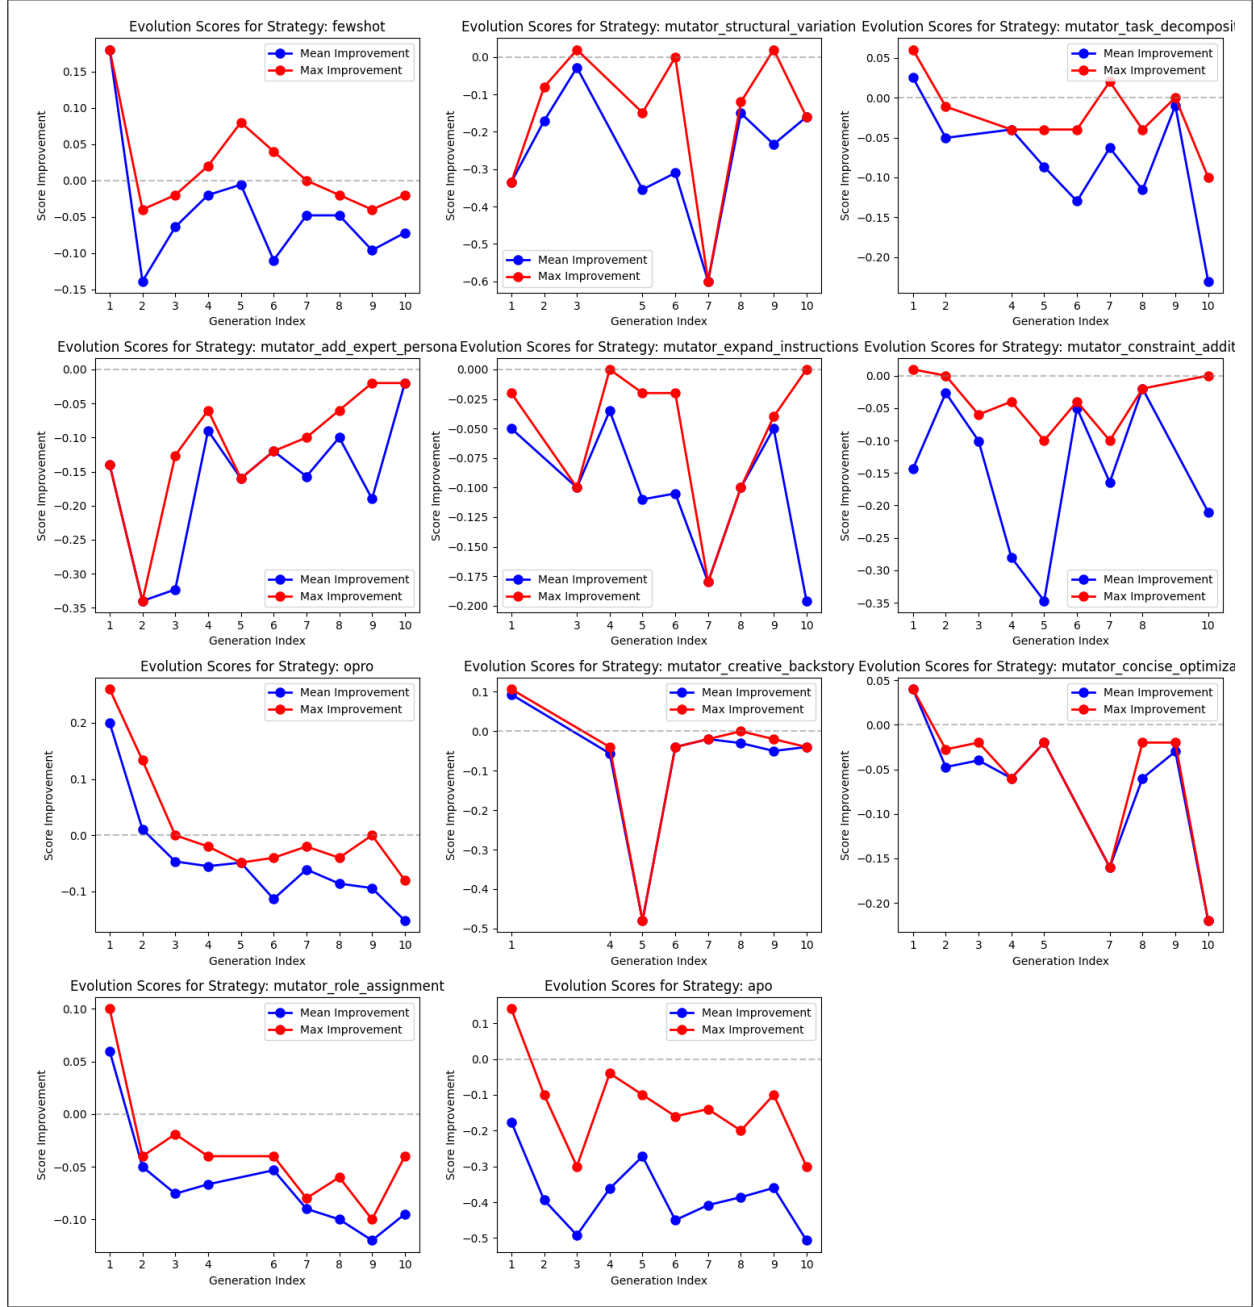 Evolution Scores for Strategy: fewshot
Score Improvement
0.15
0.10
0.05
0.00
−0.05
−0.10
−0.15
Mean Improvement
Max Improvement
1 2 3 4 5 6 7 8 9 10
Generation Index
Evolution Scores for Strategy: mutator_structural_variation
Score Improvement
0.0
−0.1
−0.2
−0.3
−0.4
−0.5
−0.6
Mean Improvement
Max Improvement
1 2 3 5 6 7 8 9 10
Generation Index
Evolution Scores for Strategy: mutator_task_decomposit
Score Improvement
0.05
0.00
−0.05
−0.10
−0.15
−0.20
Mean Improvement
Max Improvement
1 2 4 5 6 7 8 9 10
Generation Index
Evolution Scores for Strategy: mutator_add_expert_persona
Score Improvement
0.00
−0.05
−0.10
−0.15
−0.20
−0.25
−0.30
−0.35
Mean Improvement
Max Improvement
1 2 3 4 5 6 7 8 9 10
Generation Index
Evolution Scores for Strategy: mutator_expand_instructions
Score Improvement
0.000
−0.025
−0.050
−0.075
−0.100
−0.125
−0.150
−0.175
−0.200
Mean Improvement
Max Improvement
1 3 4 5 6 7 8 9 10
Generation Index
Evolution Scores for Strategy: mutator_constraint_addit
Score Improvement
0.00
−0.05
−0.10
−0.15
−0.20
−0.25
−0.30
−0.35
Mean Improvement
Max Improvement
1 2 3 4 5 6 7 8 10
Generation Index
Evolution Scores for Strategy: opro
Score Improvement
0.2
0.1
0.0
−0.1
Mean Improvement
Max Improvement
1 2 3 4 5 6 7 8 9 10
Generation Index
Evolution Scores for Strategy: mutator_creative_backstory
Score Improvement
0.1
0.0
−0.1
−0.2
−0.3
−0.4
−0.5
Mean Improvement
Max Improvement
1 4 5 6 7 8 9 10
Generation Index
Evolution Scores for Strategy: mutator_concise_optimiza
Score Improvement
0.05
0.00
−0.05
−0.10
−0.15
−0.20
Mean Improvement
Max Improvement
1 2 3 4 5 7 8 9 10
Generation Index
Evolution Scores for Strategy: mutator_role_assignment
Score Improvement
0.10
0.05
0.00
−0.05
−0.10
Mean Improvement
Max Improvement
1 2 3 4 6 7 8 9 10
Generation Index
Evolution Scores for Strategy: apo
Score Improvement
0.1
0.0
−0.1
−0.2
−0.3
−0.4
−0.5
Mean Improvement
Max Improvement
1 2 3 4 5 6 7 8 9 10
Generation Index